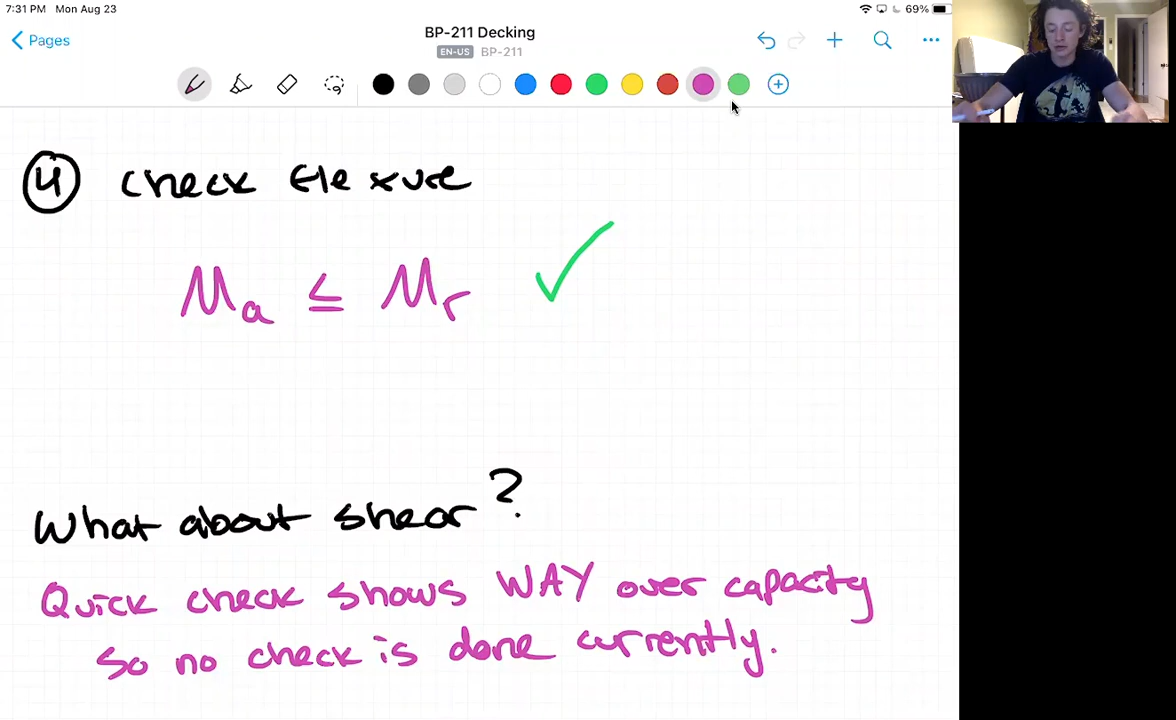 7:31 PM Mon Aug 23
69%
Pages
BP-211 Decking
EN-US BP-211
4 Check Flexure
Ma ≤ Mr ✓
What about shear?
Quick check shows WAY over capacity
so no check is done currently.